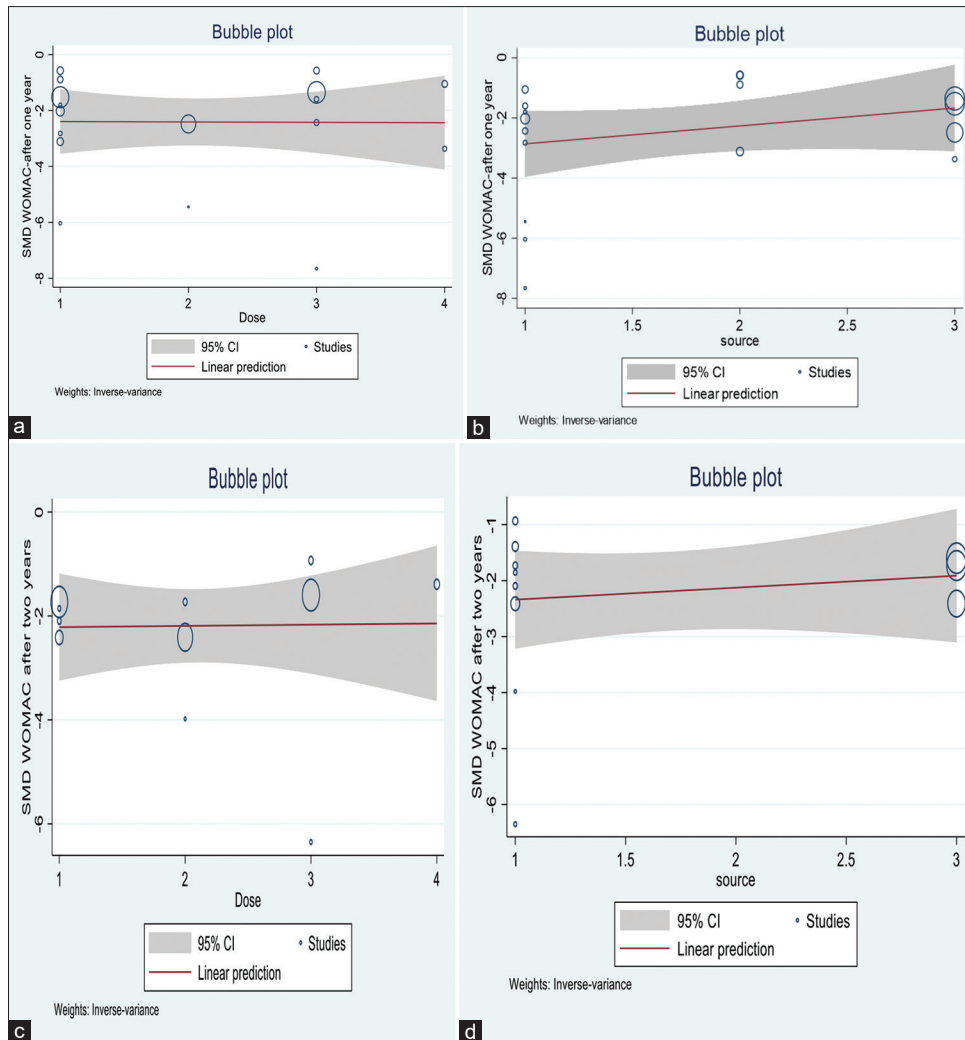 Bubble plot
SMD WOMAC-after one year
0
-2
-4
-6
-8
1
2
3
4
Dose
95% CI
Studies
Linear prediction
Weights: Inverse-variance
a
Bubble plot
SMD WOMAC-after one year
0
-2
-4
-6
-8
1
1.5
2
2.5
3
source
95% CI
Studies
Linear prediction
Weights: Inverse-variance
b
Bubble plot
SMD WOMAC after two years
0
-2
-4
-6
1
2
3
4
Dose
95% CI
Studies
Linear prediction
Weights: Inverse-variance
c
Bubble plot
SMD WOMAC after two years
-1
-2
-3
-4
-5
-6
1
1.5
2
2.5
3
source
95% CI
Studies
Linear prediction
Weights: Inverse-variance
d